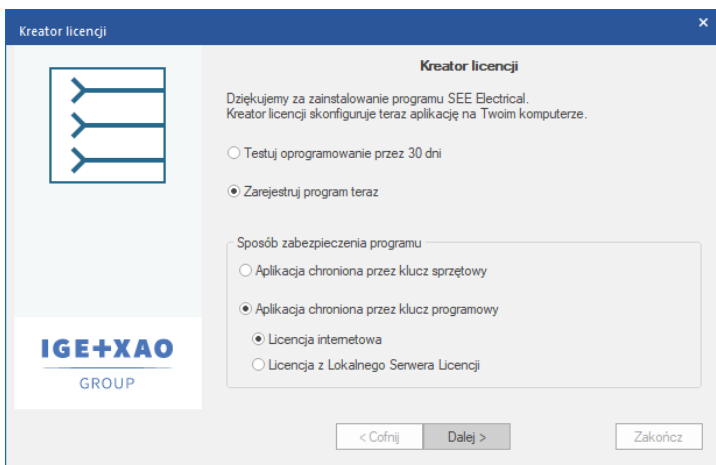 Kreator licencji
Kreator licencji
Dziękujemy za zainstalowanie programu SEE Electrical.
Kreator licencji skonfiguruje teraz aplikację na Twoim komputerze.
Testuj oprogramowanie przez 30 dni
Zarejestruj program teraz
Sposób zabezpieczenia programu
Aplikacja chroniona przez klucz sprzętowy
Aplikacja chroniona przez klucz programowy
Licencja internetowa
Licencja z Lokalnego Serwera Licencji
IGE+XAO
GROUP
< Cofnij
Dalej >
Zakończ